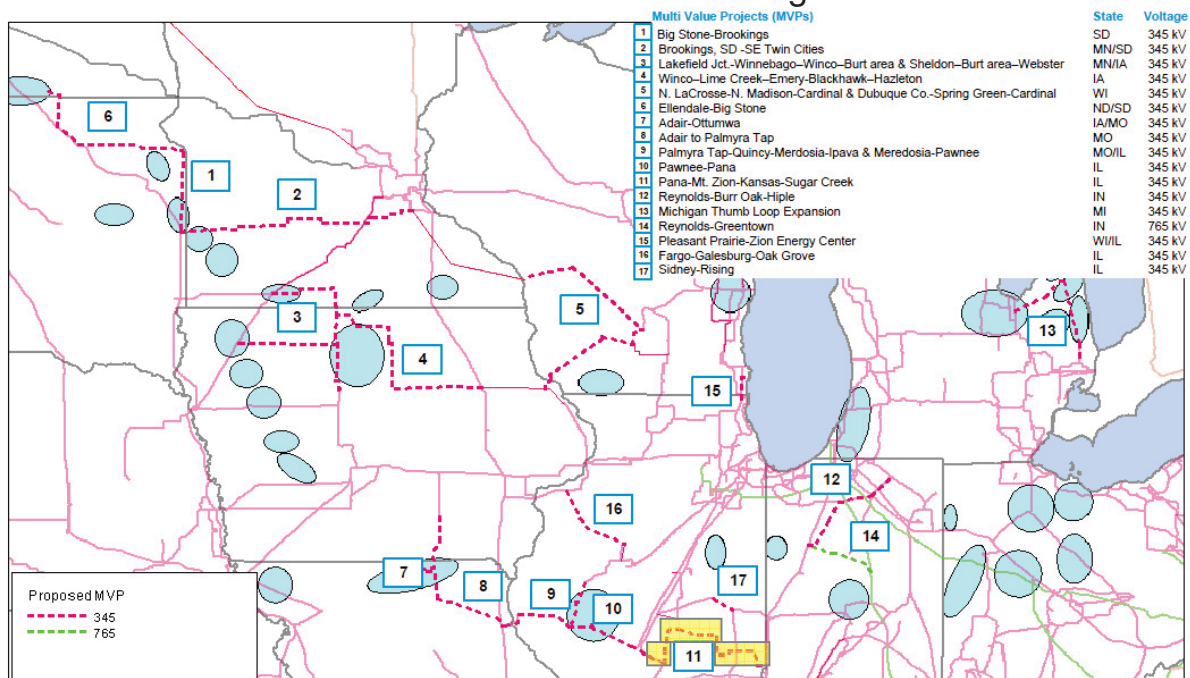 Multi Value Projects (MVPs) State Voltage
1 Big Stone-Brookings SD 345 kV
2 Brookings, SD -SE Twin Cities MN/SD 345 kV
3 Lakefield Jct.-Winnebago-Winco-Burt area & Sheldon-Burt area-Webster MN/IA 345 kV
4 Winco-Lime Creek-Emery-Blackhawk-Hazleton IA 345 kV
5 N. LaCrosse-N. Madison-Cardinal & Dubuque Co.-Spring Green-Cardinal WI 345 kV
6 Ellendale-Big Stone ND/SD 345 kV
7 Adair-Ottumwa IA/MO 345 kV
8 Adair to Palmyra Tap MO 345 kV
9 Palmyra Tap-Quincy-Merdosia-Ipava & Meredosia-Pawnee MO/IL 345 kV
10 Pawnee-Pana IL 345 kV
11 Pana-Mt. Zion-Kansas-Sugar Creek IL 345 kV
12 Reynolds-Burr Oak-Hiple IN 345 kV
13 Michigan Thumb Loop Expansion MI 345 kV
14 Reynolds-Greentown IN 765 kV
15 Pleasant Prairie-Zion Energy Center WI/IL 345 kV
16 Fargo-Galesburg-Oak Grove IL 345 kV
17 Sidney-Rising IL 345 kV
6
1
2
3
4
5
15
13
12
16
14
7
8
9
10
17
11
Proposed MVP
345
765